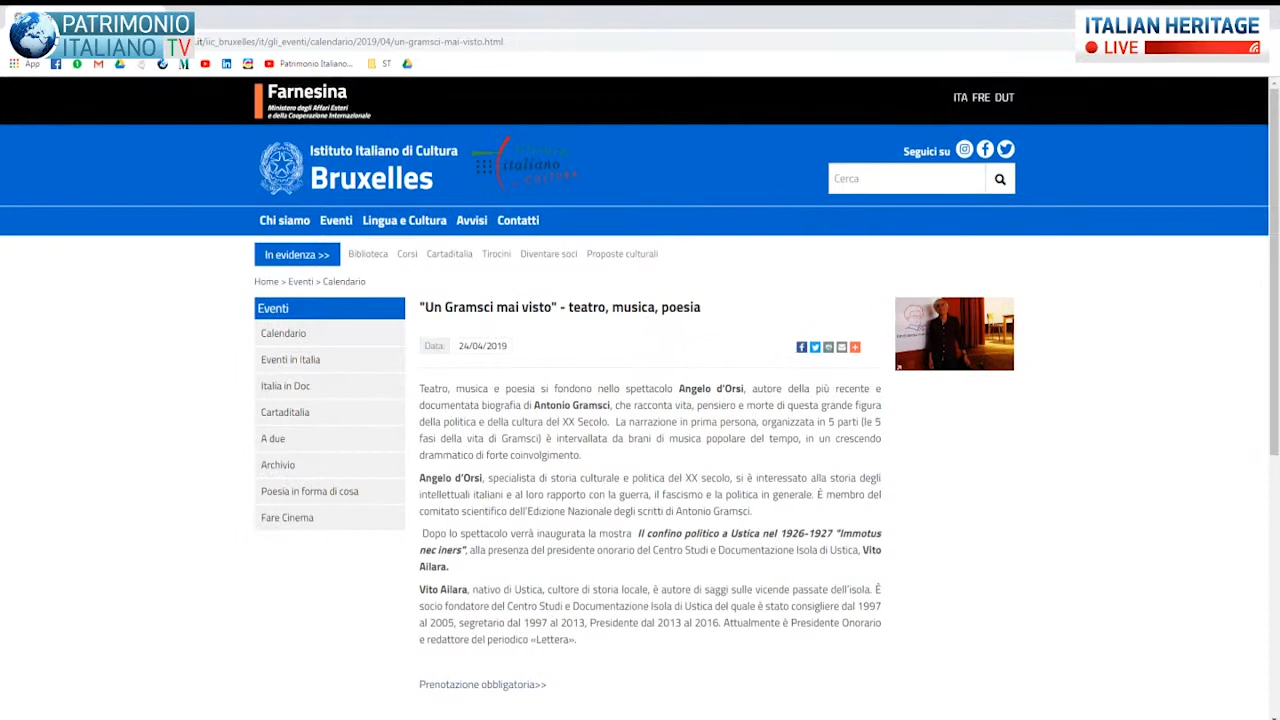 PATRIMONIO
ITALIANO TV
.it/iic_bruxelles/it/gli_eventi/calendario/2019/04/un-gramsci-mai-visto.html
ITALIAN HERITAGE
LIVE
App
Patrimonio Italiano...
ST
Farnesina
Ministero degli Affari Esteri
e della Cooperazione Internazionale
ITA FRE DUT
Istituto Italiano di Cultura
Bruxelles
italiano
Seguici su
Cerca
Chi siamo Eventi Lingua e Cultura Avvisi Contatti
In evidenza >> Biblioteca Corsi Cartaditalia Tirocini Diventare soci Proposte culturali
Home > Eventi > Calendario
Eventi
Calendario
Eventi in Italia
Italia in Doc
Cartaditalia
A due
Archivio
Poesia in forma di cosa
Fare Cinema
"Un Gramsci mai visto" - teatro, musica, poesia
Data: 24/04/2019
Teatro, musica e poesia si fondono nello spettacolo Angelo d'Orsi, autore della più recente e
documentata biografia di Antonio Gramsci, che racconta vita, pensiero e morte di questa grande figura
della politica e della cultura del XX Secolo. La narrazione in prima persona, organizzata in 5 parti (le 5
fasi della vita di Gramsci) è intervallata da brani di musica popolare del tempo, in un crescendo
drammatico di forte coinvolgimento.
Angelo d'Orsi, specialista di storia culturale e politica del XX secolo, si è interessato alla storia degli
intellettuali italiani e al loro rapporto con la guerra, il fascismo e la politica in generale. È membro del
comitato scientifico dell'Edizione Nazionale degli scritti di Antonio Gramsci.
Dopo lo spettacolo verrà inaugurata la mostra Il confino politico a Ustica nel 1926-1927 "Immotus
nec iners", alla presenza del presidente onorario del Centro Studi e Documentazione Isola di Ustica, Vito
Ailara.
Vito Ailara, nativo di Ustica, cultore di storia locale, è autore di saggi sulle vicende passate dell'isola. È
socio fondatore del Centro Studi e Documentazione Isola di Ustica del quale è stato consigliere dal 1997
al 2005, segretario dal 1997 al 2013, Presidente dal 2013 al 2016. Attualmente è Presidente Onorario
e redattore del periodico «Lettera».
Prenotazione obbligatoria>>